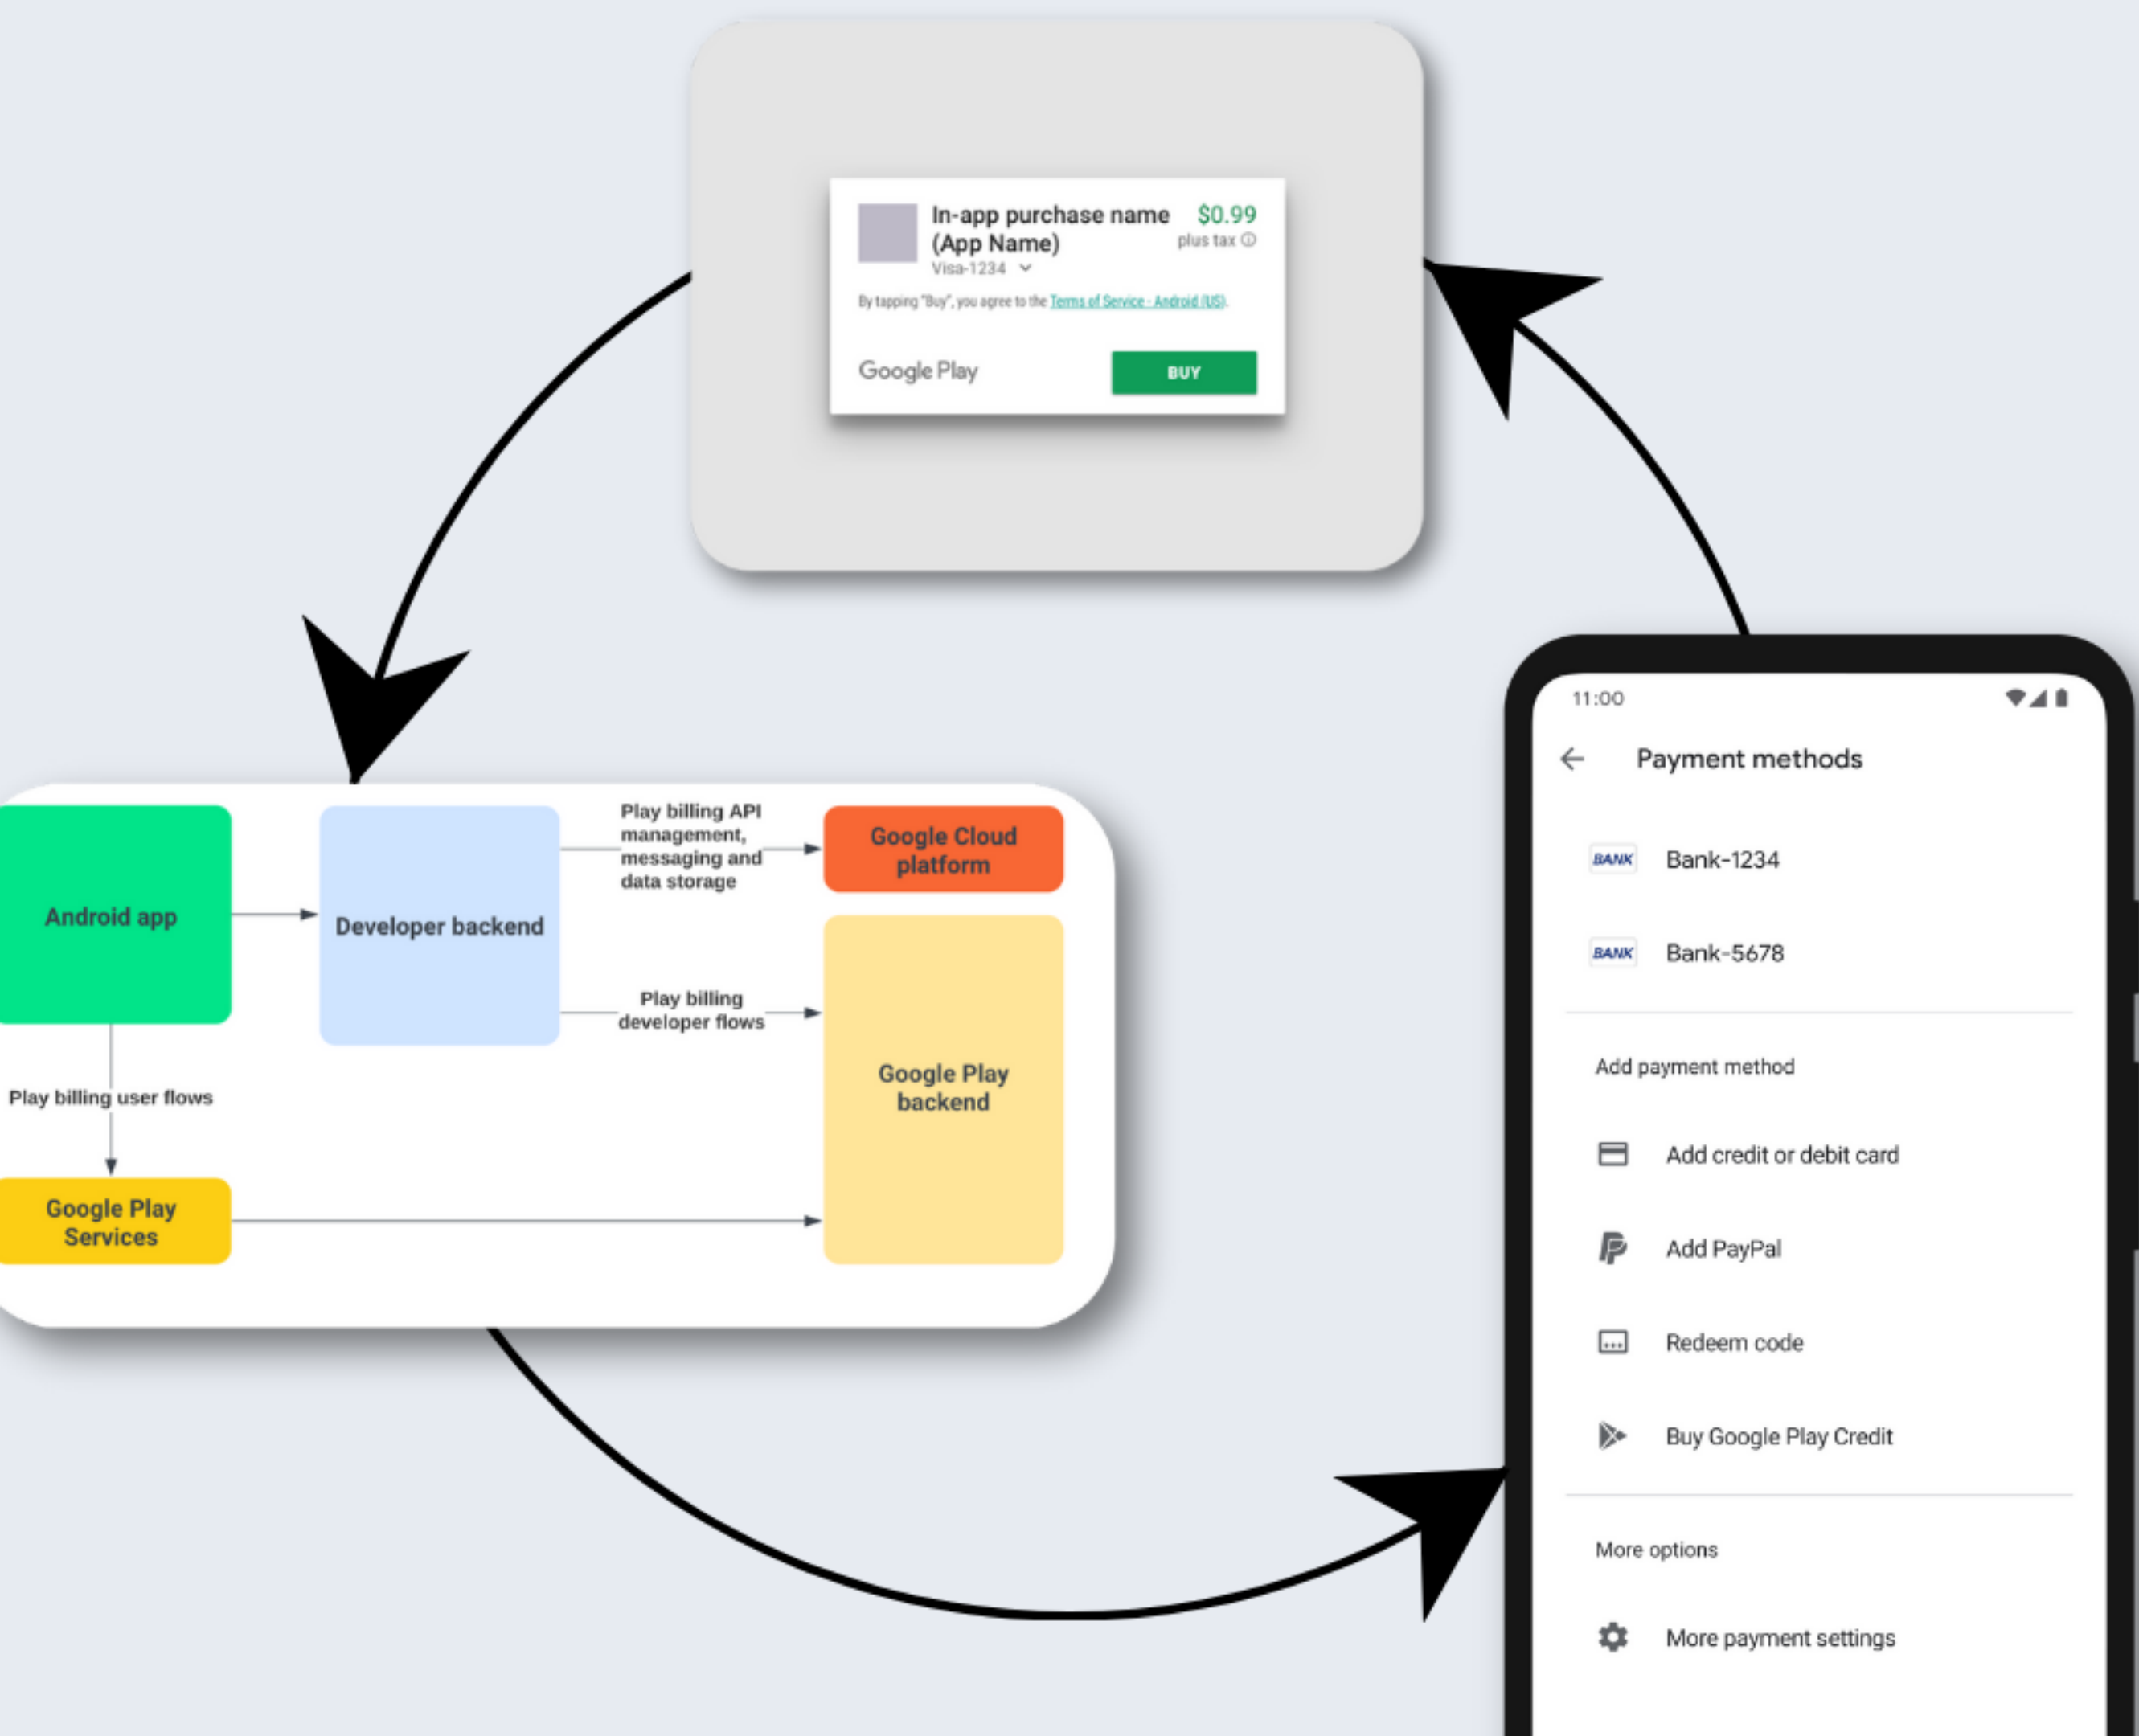 In-app purchase name
(App Name)
$0.99
plus tax
Visa-1234
By tapping "Buy", you agree to the Terms of Service - Android (US).
Google Play
BUY
Android app
Developer backend
Play billing API
management,
messaging and
data storage
Google Cloud
platform
Play billing
developer flows
Google Play
backend
Play billing user flows
Google Play
Services
11:00
Payment methods
BANK Bank-1234
BANK Bank-5678
Add payment method
Add credit or debit card
Add PayPal
Redeem code
Buy Google Play Credit
More options
More payment settings